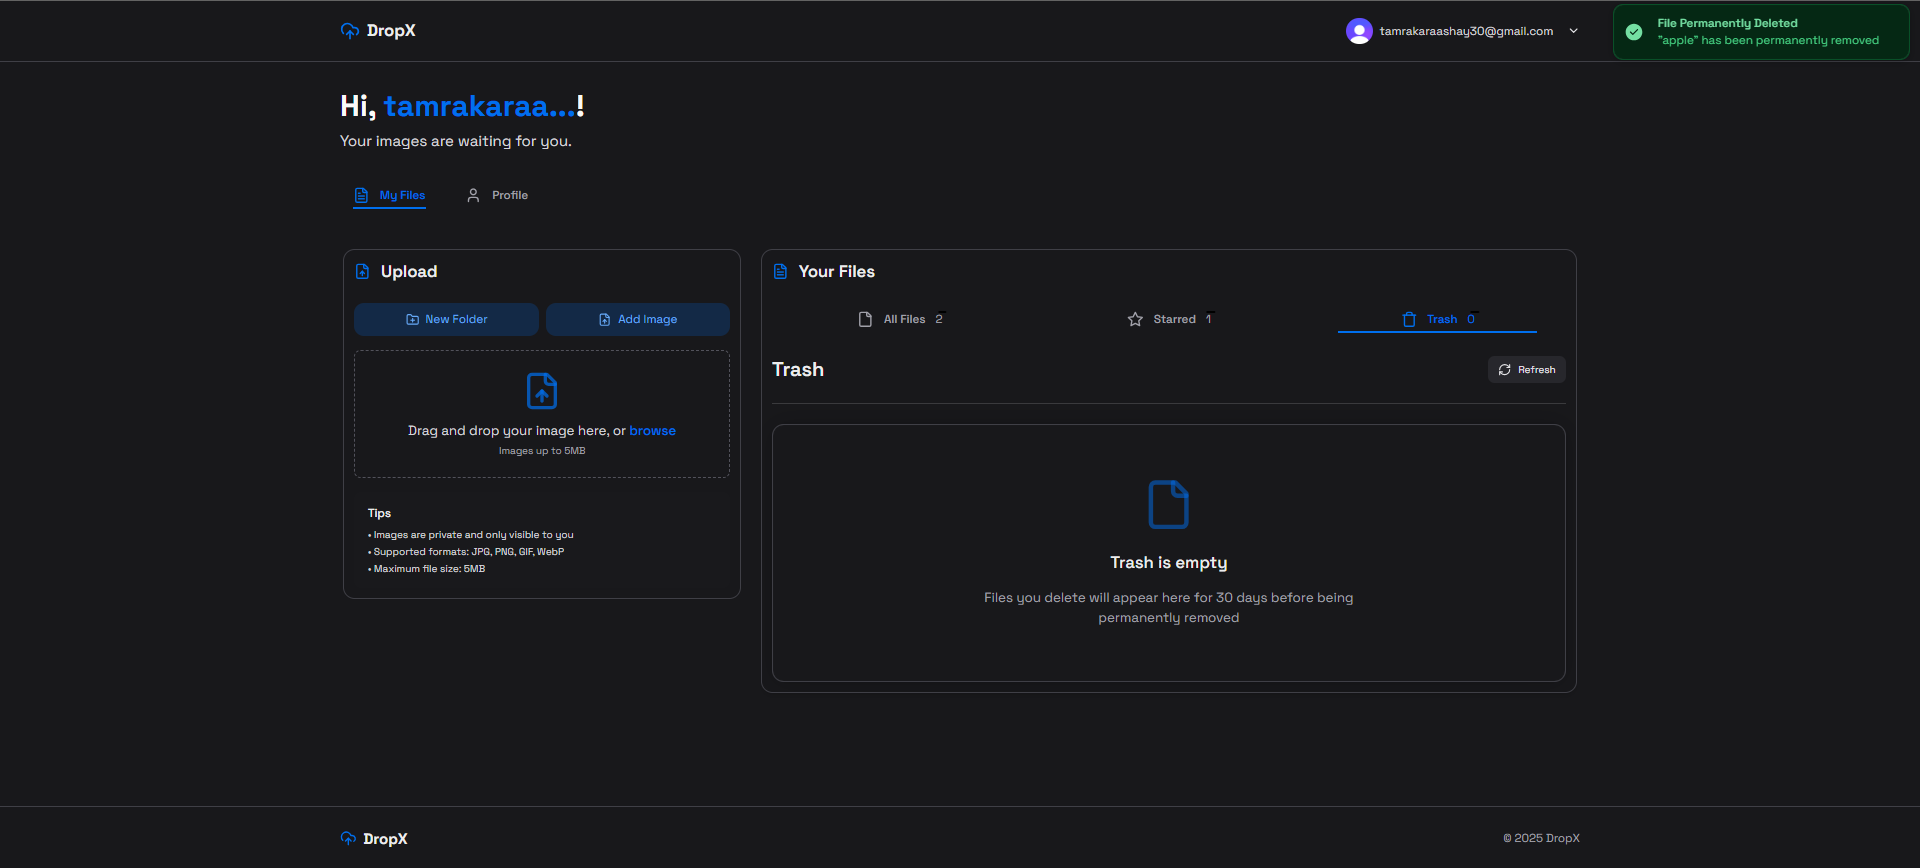 DropX
tamrakaraashay30@gmail.com
File Permanently Deleted
"apple" has been permanently removed
Hi, tamrakaraa...!
Your images are waiting for you.
My Files
Profile
Upload
New Folder
Add Image
Drag and drop your image here, or browse
Images up to 5MB
Tips
• Images are private and only visible to you
• Supported formats: JPG, PNG, GIF, WebP
• Maximum file size: 5MB
Your Files
All Files 2
Starred 1
Trash 0
Trash
Refresh
Trash is empty
Files you delete will appear here for 30 days before being
permanently removed
DropX
© 2025 DropX